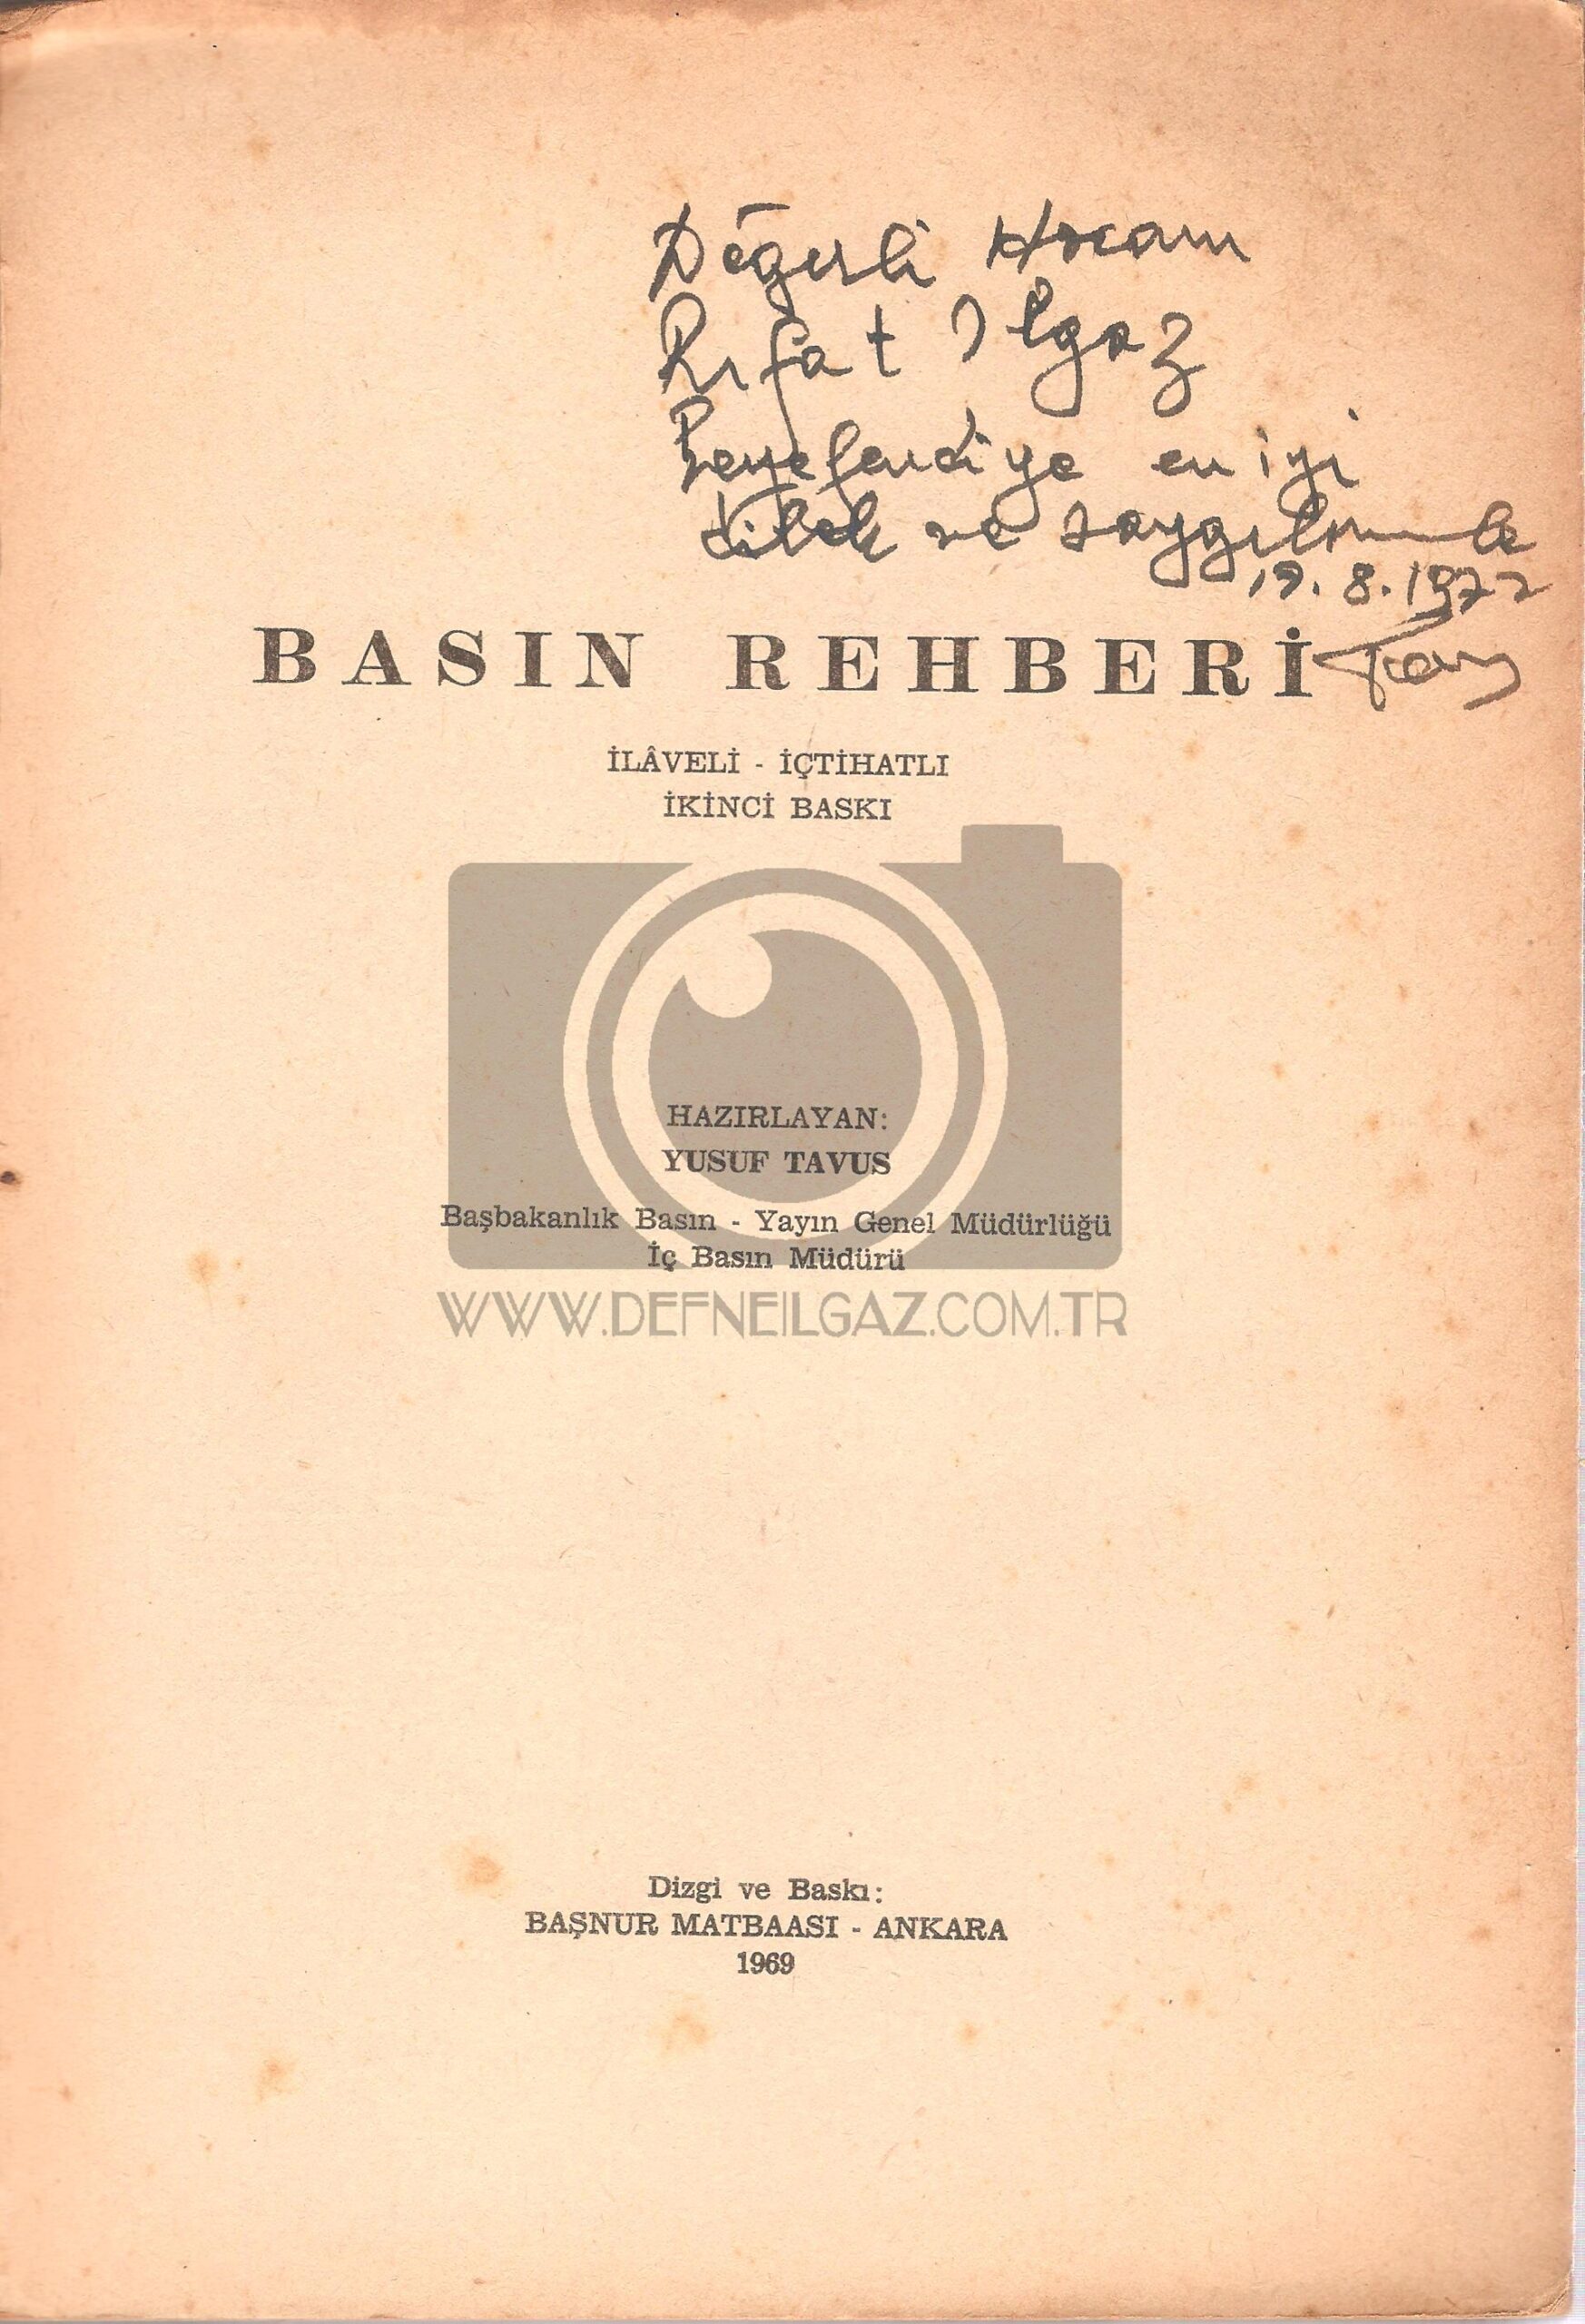 Değerli Hocam
Rıfat Ilgaz
Beyefendiye en iyi
dilek ve saygılarımla
19.8.1972
BASIN REHBERİ
İLÂVELİ - İÇTİHATLI
İKİNCİ BASKI
HAZIRLAYAN:
YUSUF TAVUS
Başbakanlık Basın - Yayın Genel Müdürlüğü
İç Basın Müdürü
WWW.DEFNEILGAZ.COM.TR
Dizgi ve Baskı:
BAŞNUR MATBAASI - ANKARA
1969